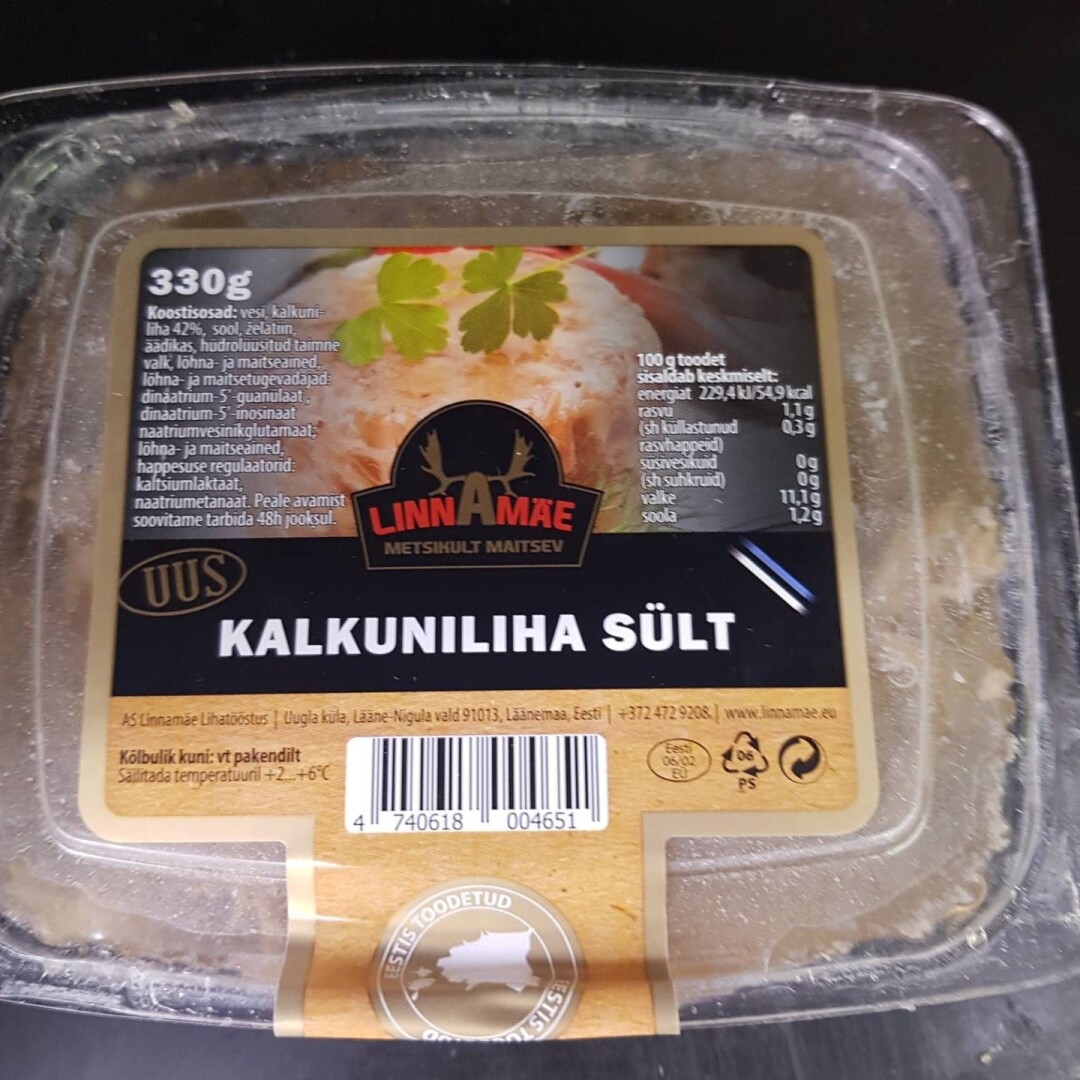 330g
Koostisosad: vesi, kalkuni-
liha 42%, sool, želatiin,
äädikas, hüdrolüüsitud taimne
valk, lõhna- ja maitseained,
lõhna- ja maitsetugevadajad:
dinaatrium-5'-guanulaat,
dinaatrium-5'-inosinaat
naatriumvesinikglutamaat;
lõhna- ja maitseained,
happesuse regulaatorid:
kaltsiumlaktaat,
naatriumetanaat. Peale avamist
soovitame tarbida 48h jooksul.
100 g toodet
sisaldab keskmiselt:
energiat 229,4 kJ/54,9 kcal
rasvu 1,1g
(sh küllastunud 0,3g
rasvhappeid)
süsivesikuid 0g
(sh suhkruid) 0g
valke 11,1g
soola 1,2g
LINNAMÄE
METSIKULT MAITSEV
UUS
KALKUNILIHA SÜLT
AS Linnamäe Lihatööstus | Uugla küla, Lääne-Nigula vald 91013, Läänemaa, Eesti | +372 472 9208. | www.linnamae.eu
Kõlbulik kuni: vt pakendilt
Säilitada temperatuuril +2...+6°C
4 740618 004651
Eesti
06/02
EÜ
06
PS
EESTIS TOODETUD